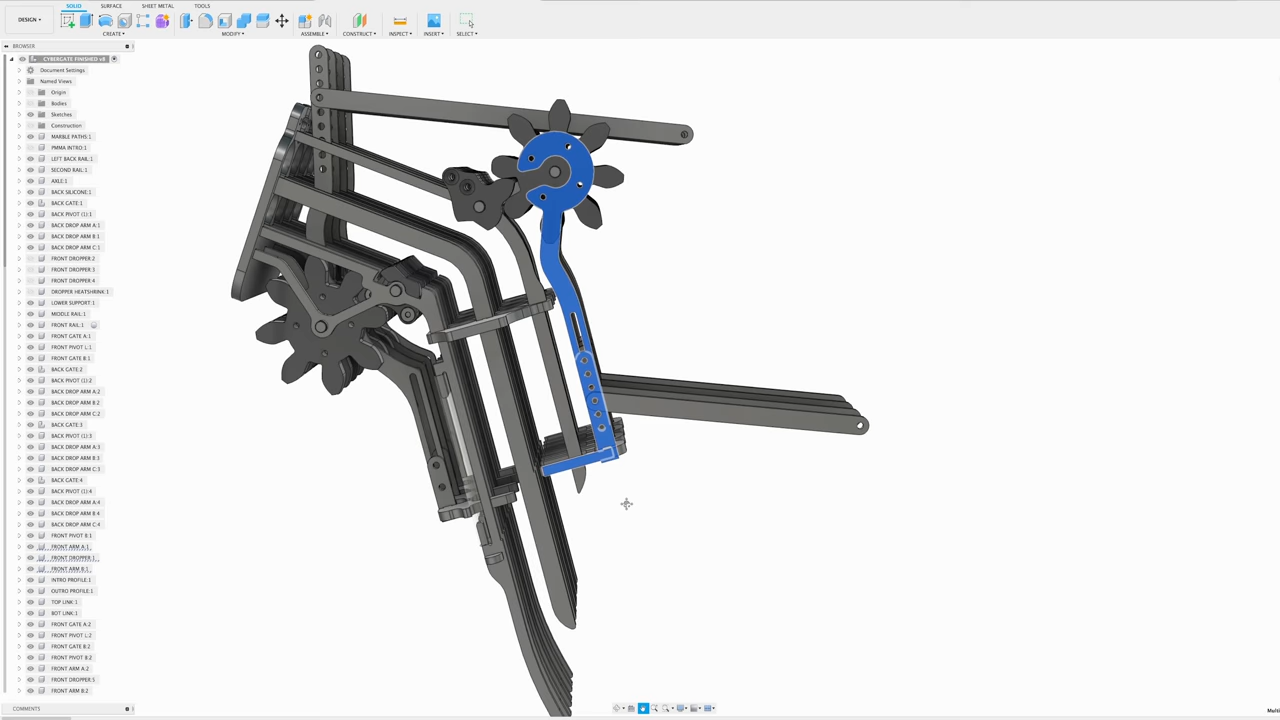 SOLID SURFACE SHEET METAL TOOLS
DESIGN
CREATE MODIFY ASSEMBLE CONSTRUCT INSPECT INSERT SELECT
BROWSER
CYBERGATE FINISHED v8
Document Settings
Named Views
Origin
Bodies
Sketches
Construction
MARBLE PATHS:1
PMMA INTRO:1
LEFT BACK RAIL:1
SECOND RAIL:1
AXLE:1
BACK SILICONE:1
BACK GATE:1
BACK PIVOT (1):1
BACK DROP ARM A:1
BACK DROP ARM B:1
BACK DROP ARM C:1
FRONT DROPPER:2
FRONT DROPPER:3
FRONT DROPPER:4
DROPPER HEATSHRINK:1
LOWER SUPPORT:1
MIDDLE RAIL:1
FRONT RAIL:1
FRONT GATE A:1
FRONT PIVOT L:1
FRONT GATE B:1
BACK GATE:2
BACK PIVOT (1):2
BACK DROP ARM A:2
BACK DROP ARM B:2
BACK DROP ARM C:2
BACK GATE:3
BACK PIVOT (1):3
BACK DROP ARM A:3
BACK DROP ARM B:3
BACK DROP ARM C:3
BACK GATE:4
BACK PIVOT (1):4
BACK DROP ARM A:4
BACK DROP ARM B:4
BACK DROP ARM C:4
FRONT PIVOT B:1
FRONT ARM A:1
FRONT DROPPER:1
FRONT ARM B:1
INTRO PROFILE:1
OUTRO PROFILE:1
TOP LINK:1
BOT LINK:1
FRONT GATE A:2
FRONT PIVOT L:2
FRONT GATE B:2
FRONT PIVOT B:2
FRONT ARM A:2
FRONT DROPPER:5
FRONT ARM B:2
COMMENTS
Multi